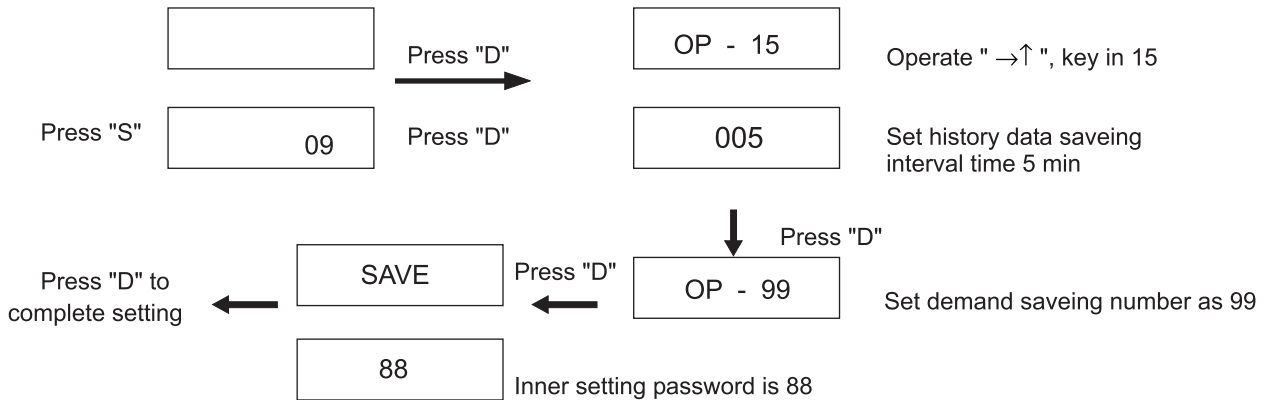 Press "D"
OP - 15
Operate " →↑ ", key in 15
Press "S"
09
Press "D"
005
Set history data saveing
interval time 5 min
Press "D"
Press "D" to
complete setting
SAVE
Press "D"
OP - 99
Set demand saveing number as 99
88
Inner setting password is 88